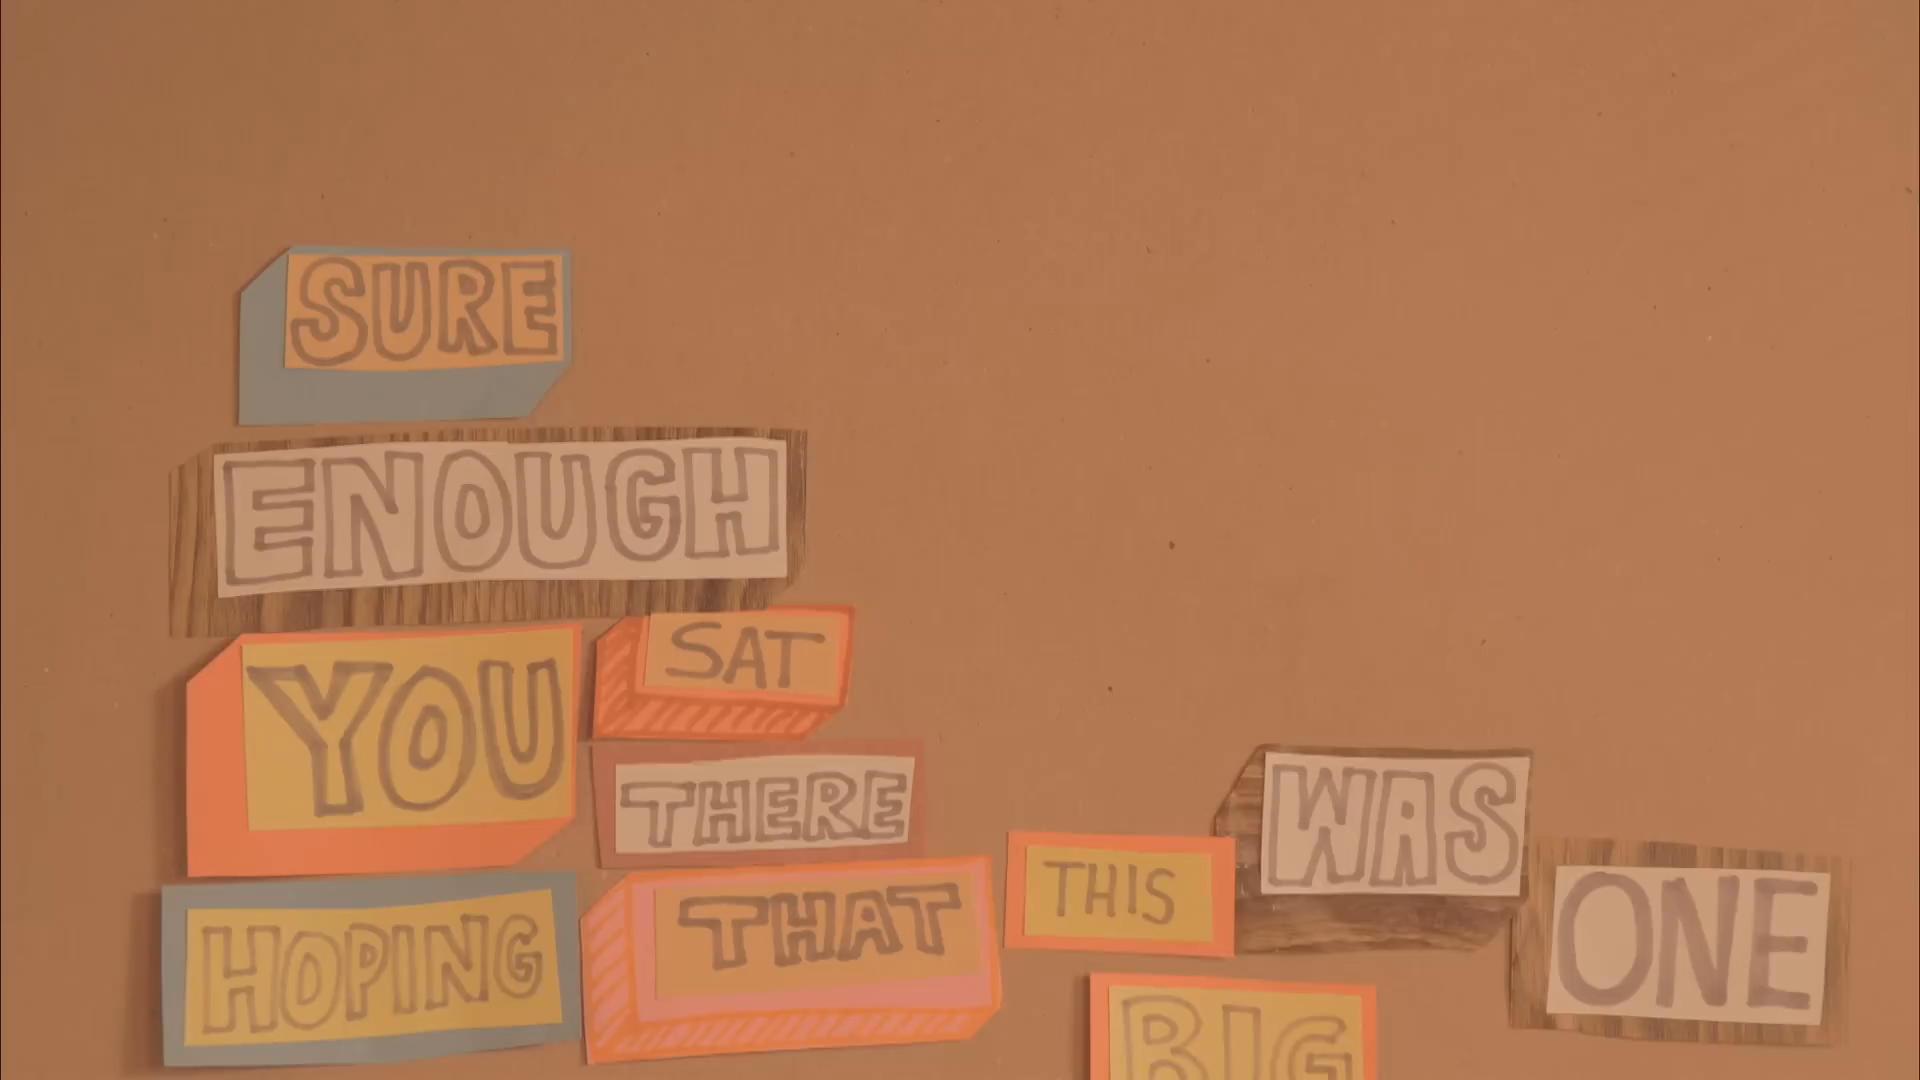 SURE
ENOUGH
YOU SAT
THERE
HOPING THAT THIS WAS ONE
BIG